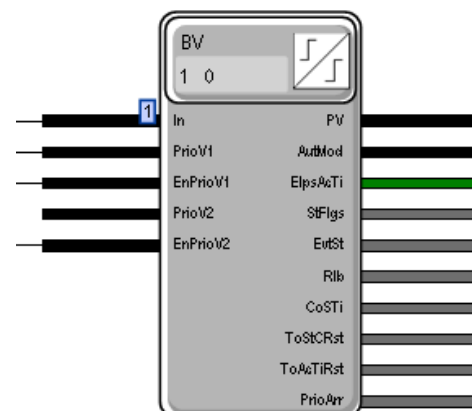 BV
1 0
1
In PV
PrioV1 AutMod
EnPrioV1 ElpsAcTi
PrioV2 StFlgs
EnPrioV2 EvtSt
Rlb
CoSTi
ToStCRst
ToAcTiRst
PrioArr